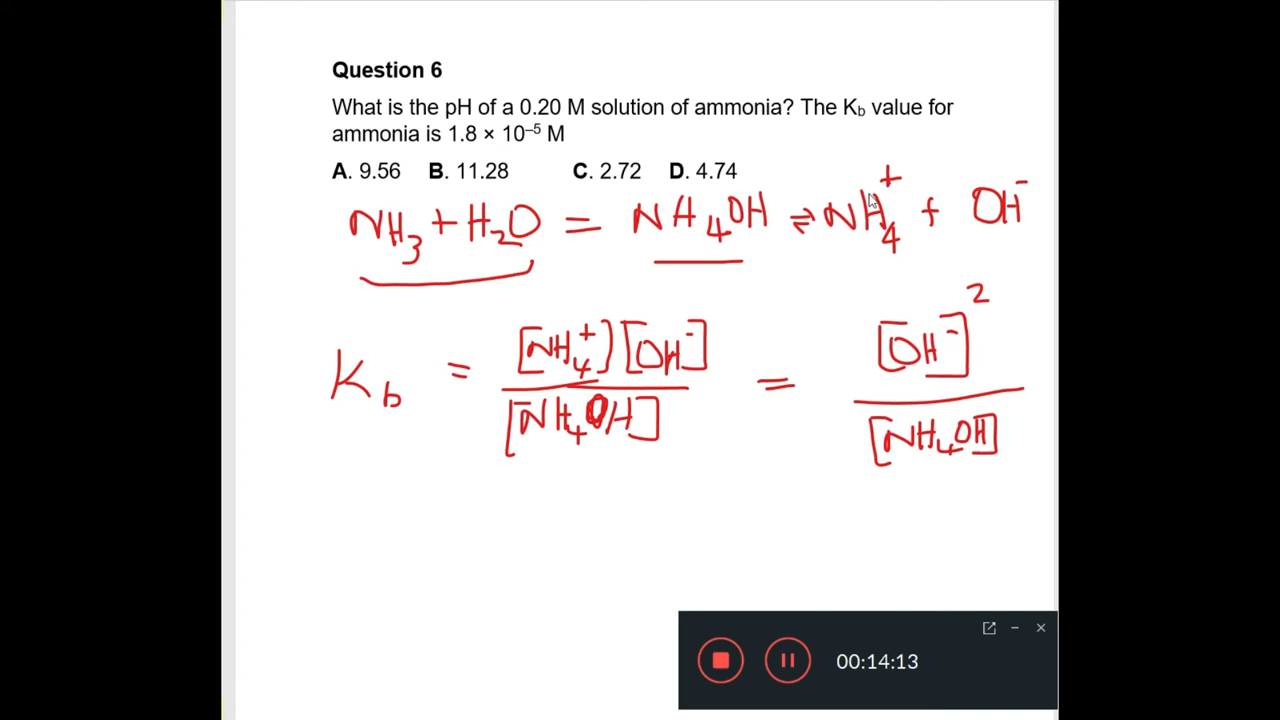 Question 6
What is the pH of a 0.20 M solution of ammonia? The K_b value for
ammonia is 1.8 × 10⁻⁵ M
A. 9.56 B. 11.28 C. 2.72 D. 4.74
NH₃ + H₂O = NH₄OH ⇌ NH₄⁺ + OH⁻
K_b = [NH₄⁺][OH⁻] / [NH₄OH] = [OH⁻]² / [NH₄OH]
00:14:13